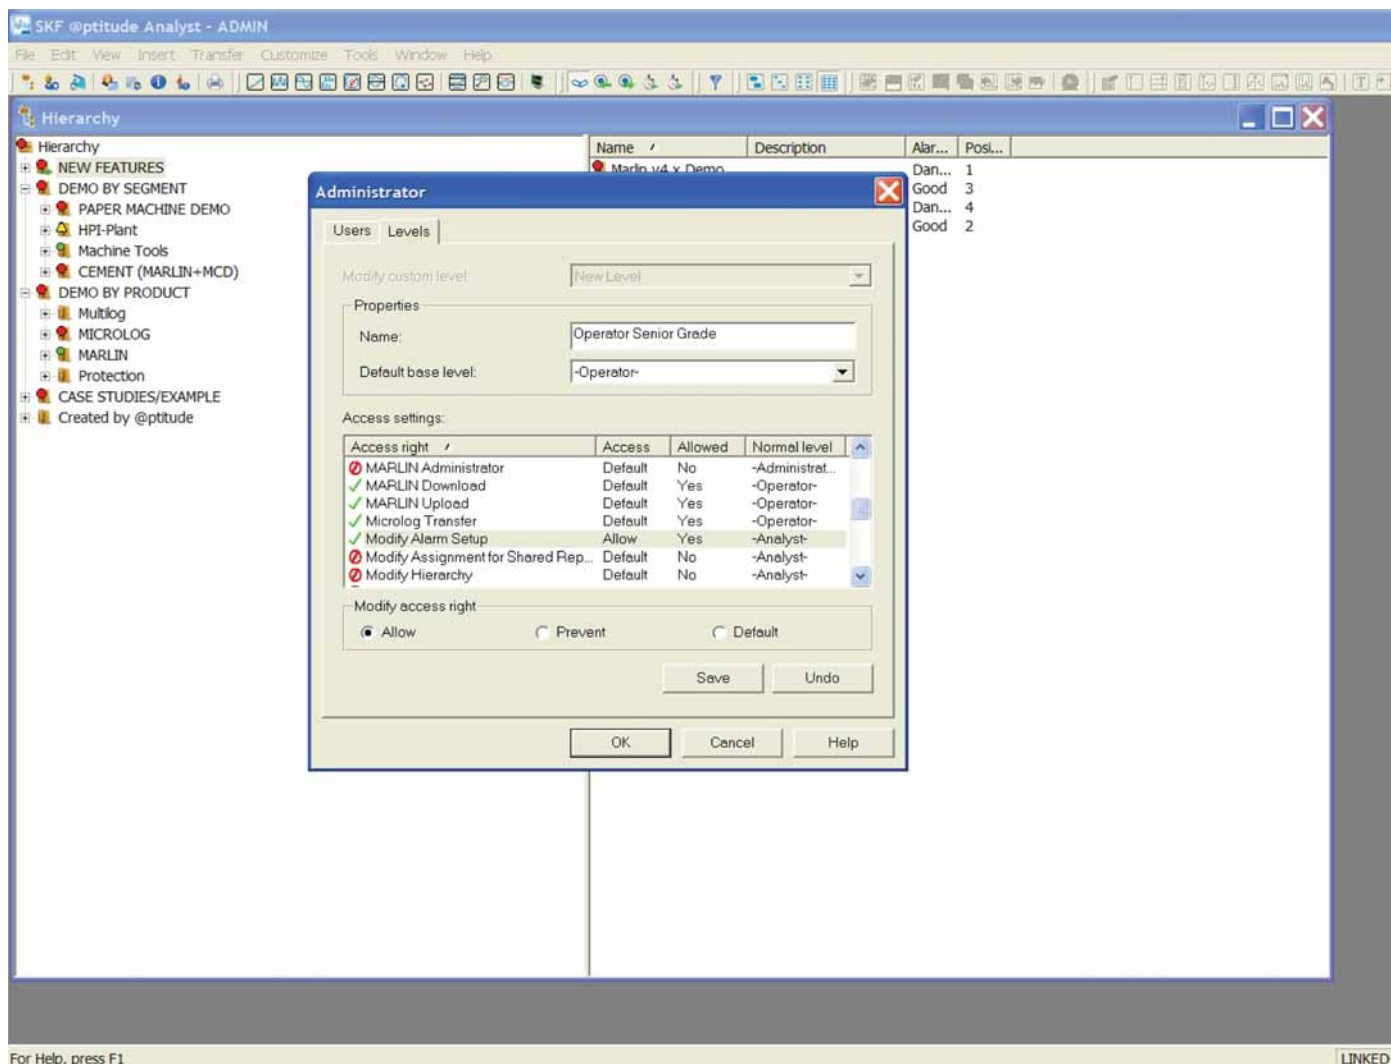 SKF @ptitude Analyst - ADMIN
File Edit View Insert Transfer Customize Tools Window Help
Hierarchy
Hierarchy
NEW FEATURES
DEMO BY SEGMENT
PAPER MACHINE DEMO
HPI-Plant
Machine Tools
CEMENT (MARLIN+MCD)
DEMO BY PRODUCT
Multilog
MICROLOG
MARLIN
Protection
CASE STUDIES/EXAMPLE
Created by @ptitude
Name Description Alar... Posi...
Marlin v4.x Demo Dan... 1
Good 3
Dan... 4
Good 2
Administrator
Users Levels
Modify custom level New Level
Properties
Name: Operator Senior Grade
Default base level: -Operator-
Access settings:
Access right Access Allowed Normal level
MARLIN Administrator Default No -Administrat...
MARLIN Download Default Yes -Operator-
MARLIN Upload Default Yes -Operator-
Microlog Transfer Default Yes -Operator-
Modify Alarm Setup Allow Yes -Analyst-
Modify Assignment for Shared Rep... Default No -Analyst-
Modify Hierarchy Default No -Analyst-
Modify access right
Allow Prevent Default
Save Undo
OK Cancel Help
For Help, press F1 LINKED